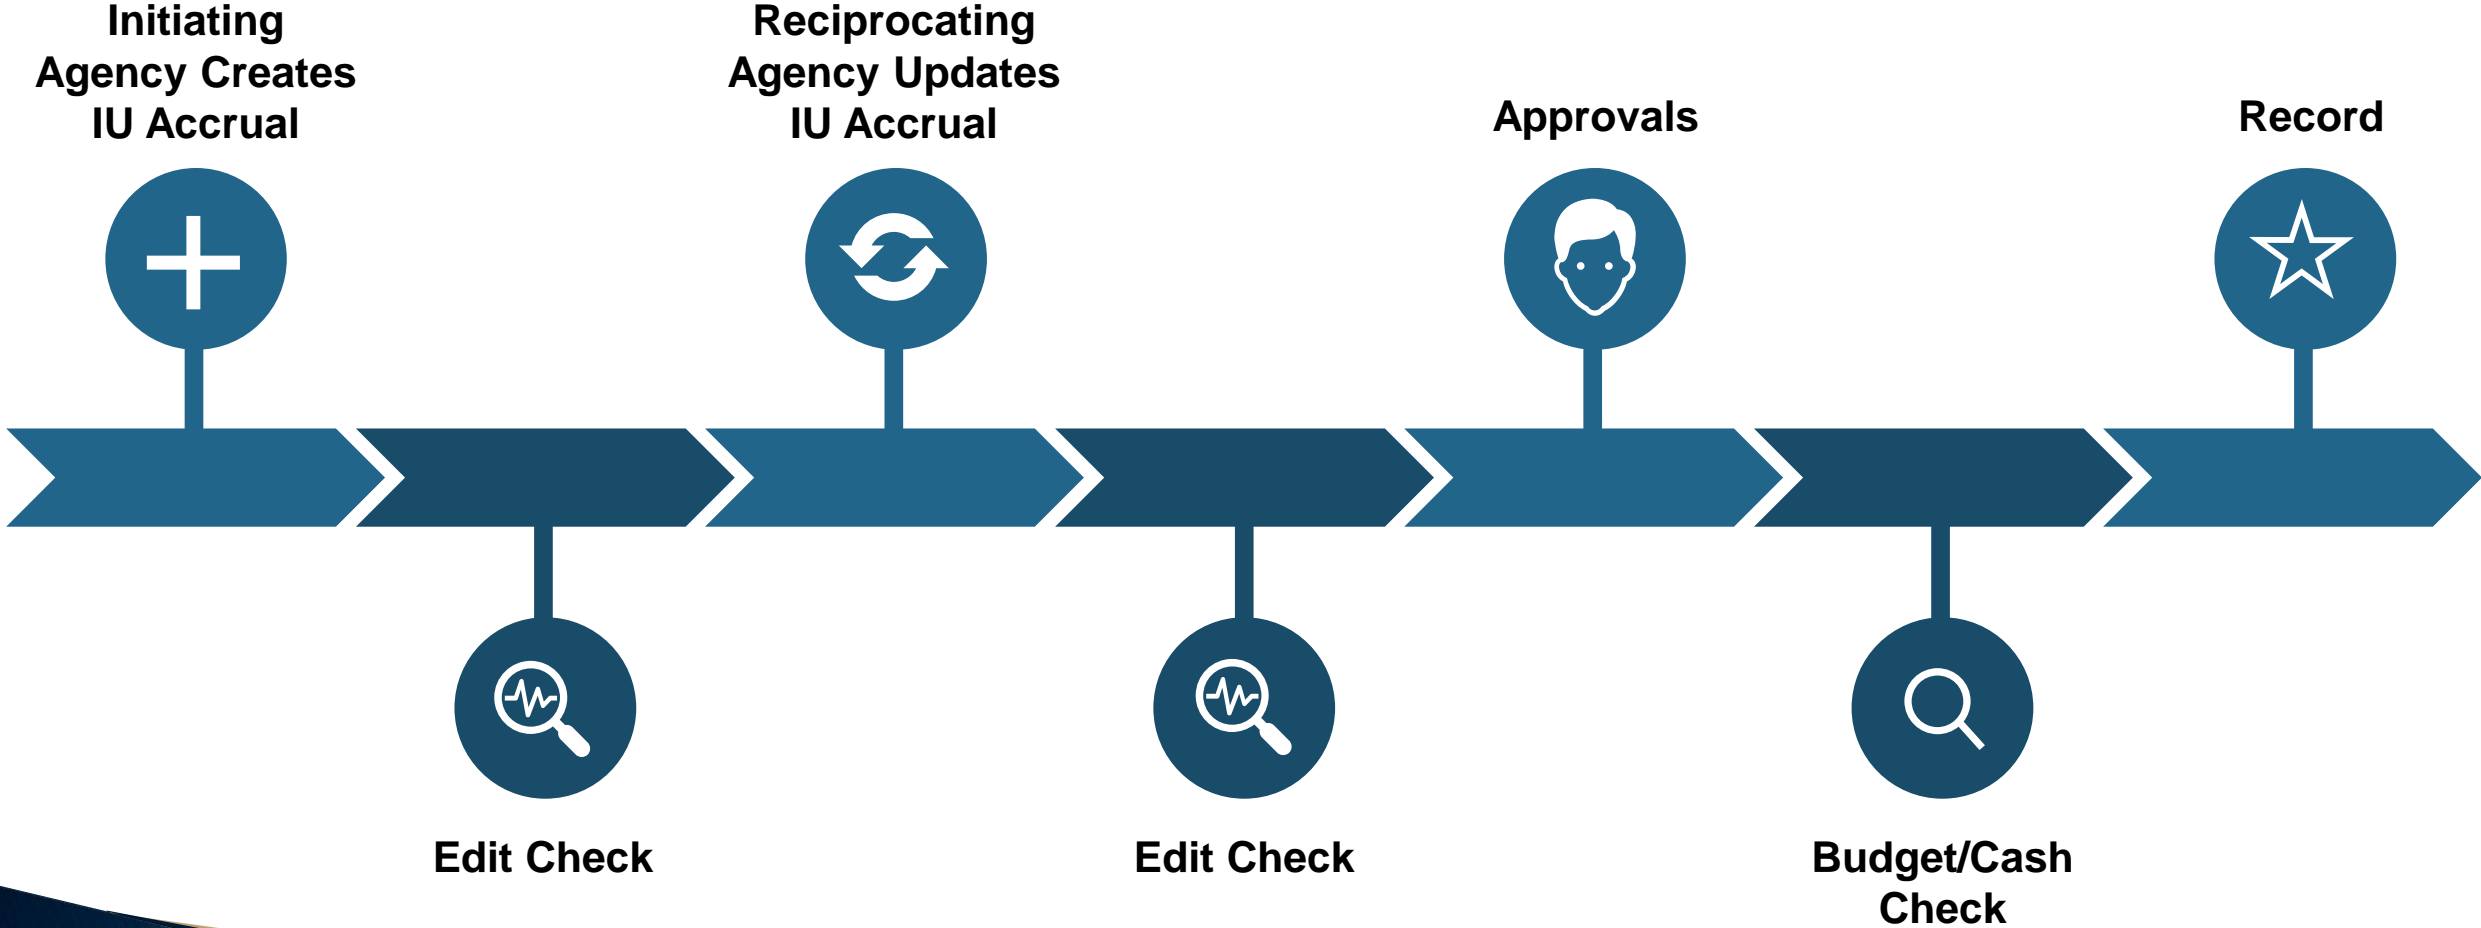 Initiating
Agency Creates
IU Accrual
Reciprocating
Agency Updates
IU Accrual
Approvals
Record
Edit Check
Edit Check
Budget/Cash
Check